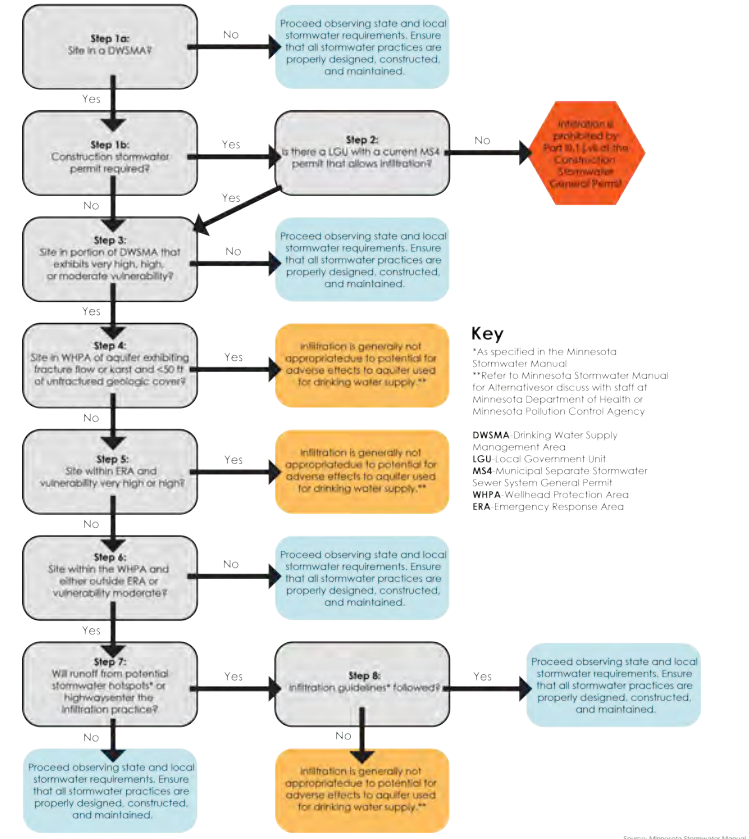 Step 1a:
Site in a DWSMA?
No
Proceed observing state and local
stormwater requirements. Ensure
that all stormwater practices are
properly designed, constructed,
and maintained.
Yes
Step 1b:
Construction stormwater
permit required?
Yes
Step 2:
Is there a LGU with a current MS4
permit that allows infiltration?
No
Infiltration is
prohibited by
Construction
Stormwater
General Permit
No
Yes
Step 3:
Site in portion of DWSMA that
exhibits very high, high,
or moderate vulnerability?
No
Proceed observing state and local
stormwater requirements. Ensure
that all stormwater practices are
properly designed, constructed,
and maintained.
Yes
Step 4:
Site in WHPA of aquifer exhibiting
fracture flow or karst and <50 ft
of unfractured geologic cover?
Yes
Infiltration is generally not
appropriatedue to potential for
adverse effects to aquifer used
for drinking water supply.**
No
Step 5:
Site within ERA and
vulnerability very high or high?
Yes
Infiltration is generally not
appropriatedue to potential for
adverse effects to aquifer used
for drinking water supply.**
No
Step 6:
Site within the WHPA and
either outside ERA or
vulnerability moderate?
No
Proceed observing state and local
stormwater requirements. Ensure
that all stormwater practices are
properly designed, constructed,
and maintained.
Yes
Step 7:
Will runoff from potential
stormwater hotspots* or
highwaysenter the
infiltration practice?
Yes
Step 8:
Infiltration guidelines* followed?
Yes
Proceed observing state and local
stormwater requirements. Ensure
that all stormwater practices are
properly designed, constructed,
and maintained.
No
Proceed observing state and local
stormwater requirements. Ensure
that all stormwater practices are
properly designed, constructed,
and maintained.
No
Infiltration is generally not
appropriatedue to potential for
adverse effects to aquifer used
for drinking water supply.**
Key
*As specified in the Minnesota
Stormwater Manual
**Refer to Minnesota Stormwater Manual
for Alternativesor discuss with staff at
Minnesota Department of Health or
Minnesota Pollution Control Agency
DWSMA-Drinking Water Supply
Management Area
LGU-Local Government Unit
MS4-Municipal Separate Stormwater
Sewer System General Permit
WHPA-Wellhead Protection Area
ERA-Emergency Response Area
Source: Minnesota Stormwater Manual